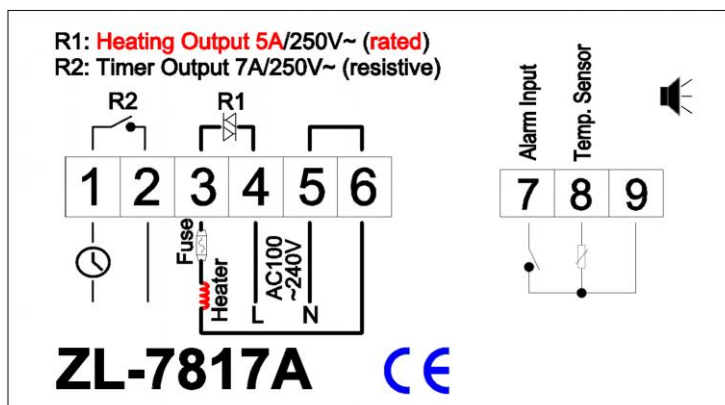 R1: Heating Output 5A/250V~ (rated)
R2: Timer Output 7A/250V~ (resistive)
R2
R1
1 2 3 4 5 6
Fuse
Heater
AC100
~240V
L N
Alarm Input
Temp. Sensor
7 8 9
ZL-7817A CE